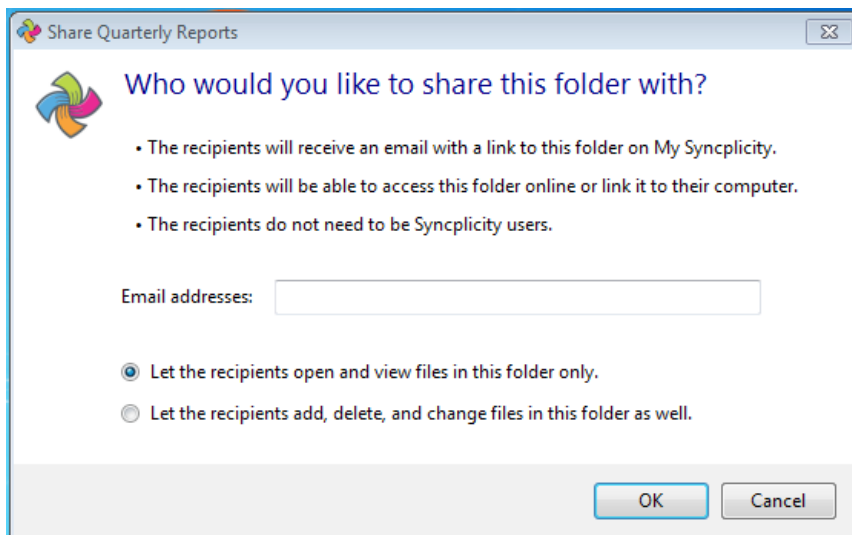 Share Quarterly Reports
Who would you like to share this folder with?
• The recipients will receive an email with a link to this folder on My Syncplicity.
• The recipients will be able to access this folder online or link it to their computer.
• The recipients do not need to be Syncplicity users.
Email addresses:
Let the recipients open and view files in this folder only.
Let the recipients add, delete, and change files in this folder as well.
OK Cancel